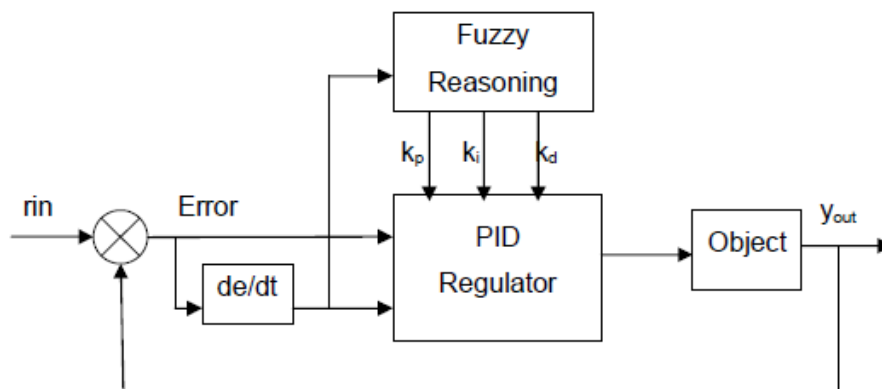 Fuzzy
Reasoning
kp
ki
kd
rin
Error
PID
Regulator
Object
yout
de/dt